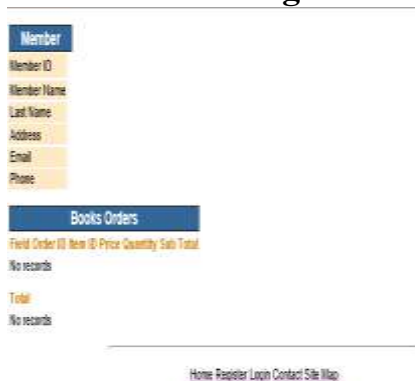 Member
Member ID
Member Name
Last Name
Address
Email
Phone
Books Orders
Field Order ID Item ID Price Quantity Sub Total
No records
Total
No records
Home Register Login Contact Site Map